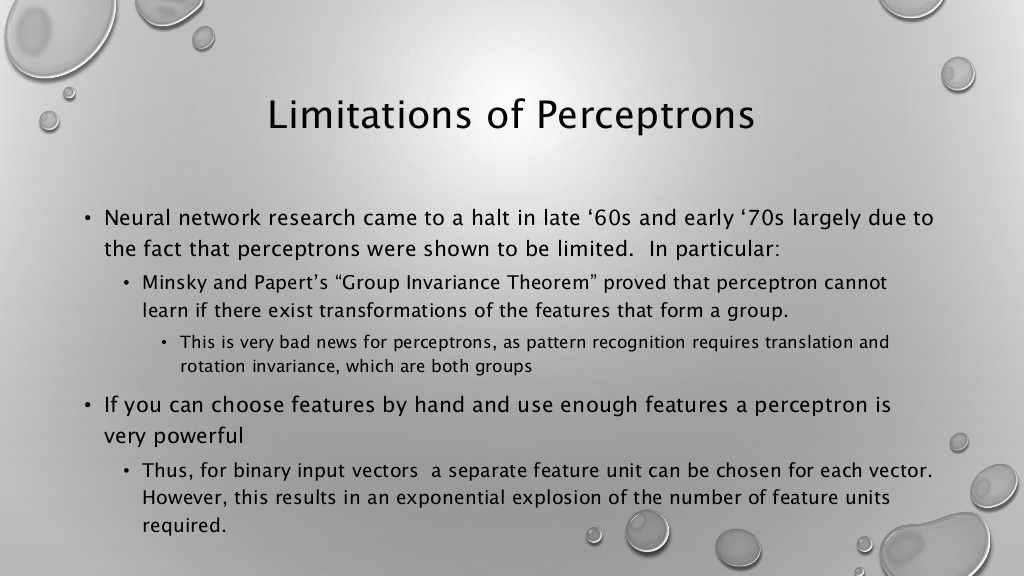 Limitations of Perceptrons
• Neural network research came to a halt in late ‘60s and early ‘70s largely due to
the fact that perceptrons were shown to be limited.  In particular:
• Minsky and Papert’s “Group Invariance Theorem” proved that perceptron cannot
learn if there exist transformations of the features that form a group.
• This is very bad news for perceptrons, as pattern recognition requires translation and
rotation invariance, which are both groups
• If you can choose features by hand and use enough features a perceptron is
very powerful
• Thus, for binary input vectors  a separate feature unit can be chosen for each vector.
However, this results in an exponential explosion of the number of feature units
required.